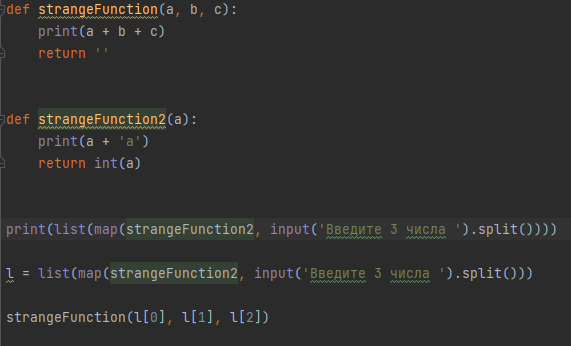 def strangeFunction(a, b, c):
    print(a + b + c)
    return ''
def strangeFunction2(a):
    print(a + 'a')
    return int(a)
print(list(map(strangeFunction2, input('Введите 3 числа ').split())))
l = list(map(strangeFunction2, input('Введите 3 числа ').split()))
strangeFunction(l[0], l[1], l[2])